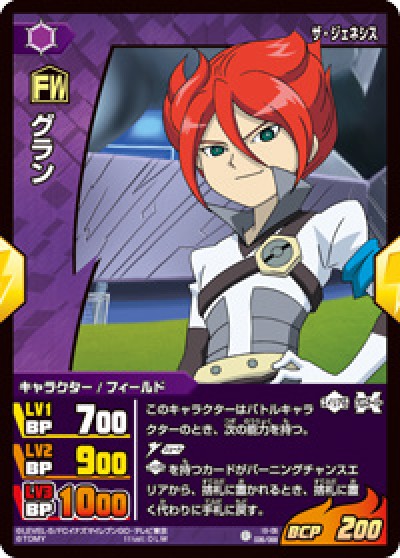 ザ・ジェネシス
FW
グラン
キャラクター / フィールド
LV1
BP 700
LV2
BP 900
LV3
BP 1000
このキャラクターはバトルキャラ
クターのとき、次の能力を持つ。
を持つカードがバーニングチャンスエ
リアから、捨札に置かれるとき、捨札に置
く代わりに手札に戻す。
BCP 200
©TOMY
Illust: DLW